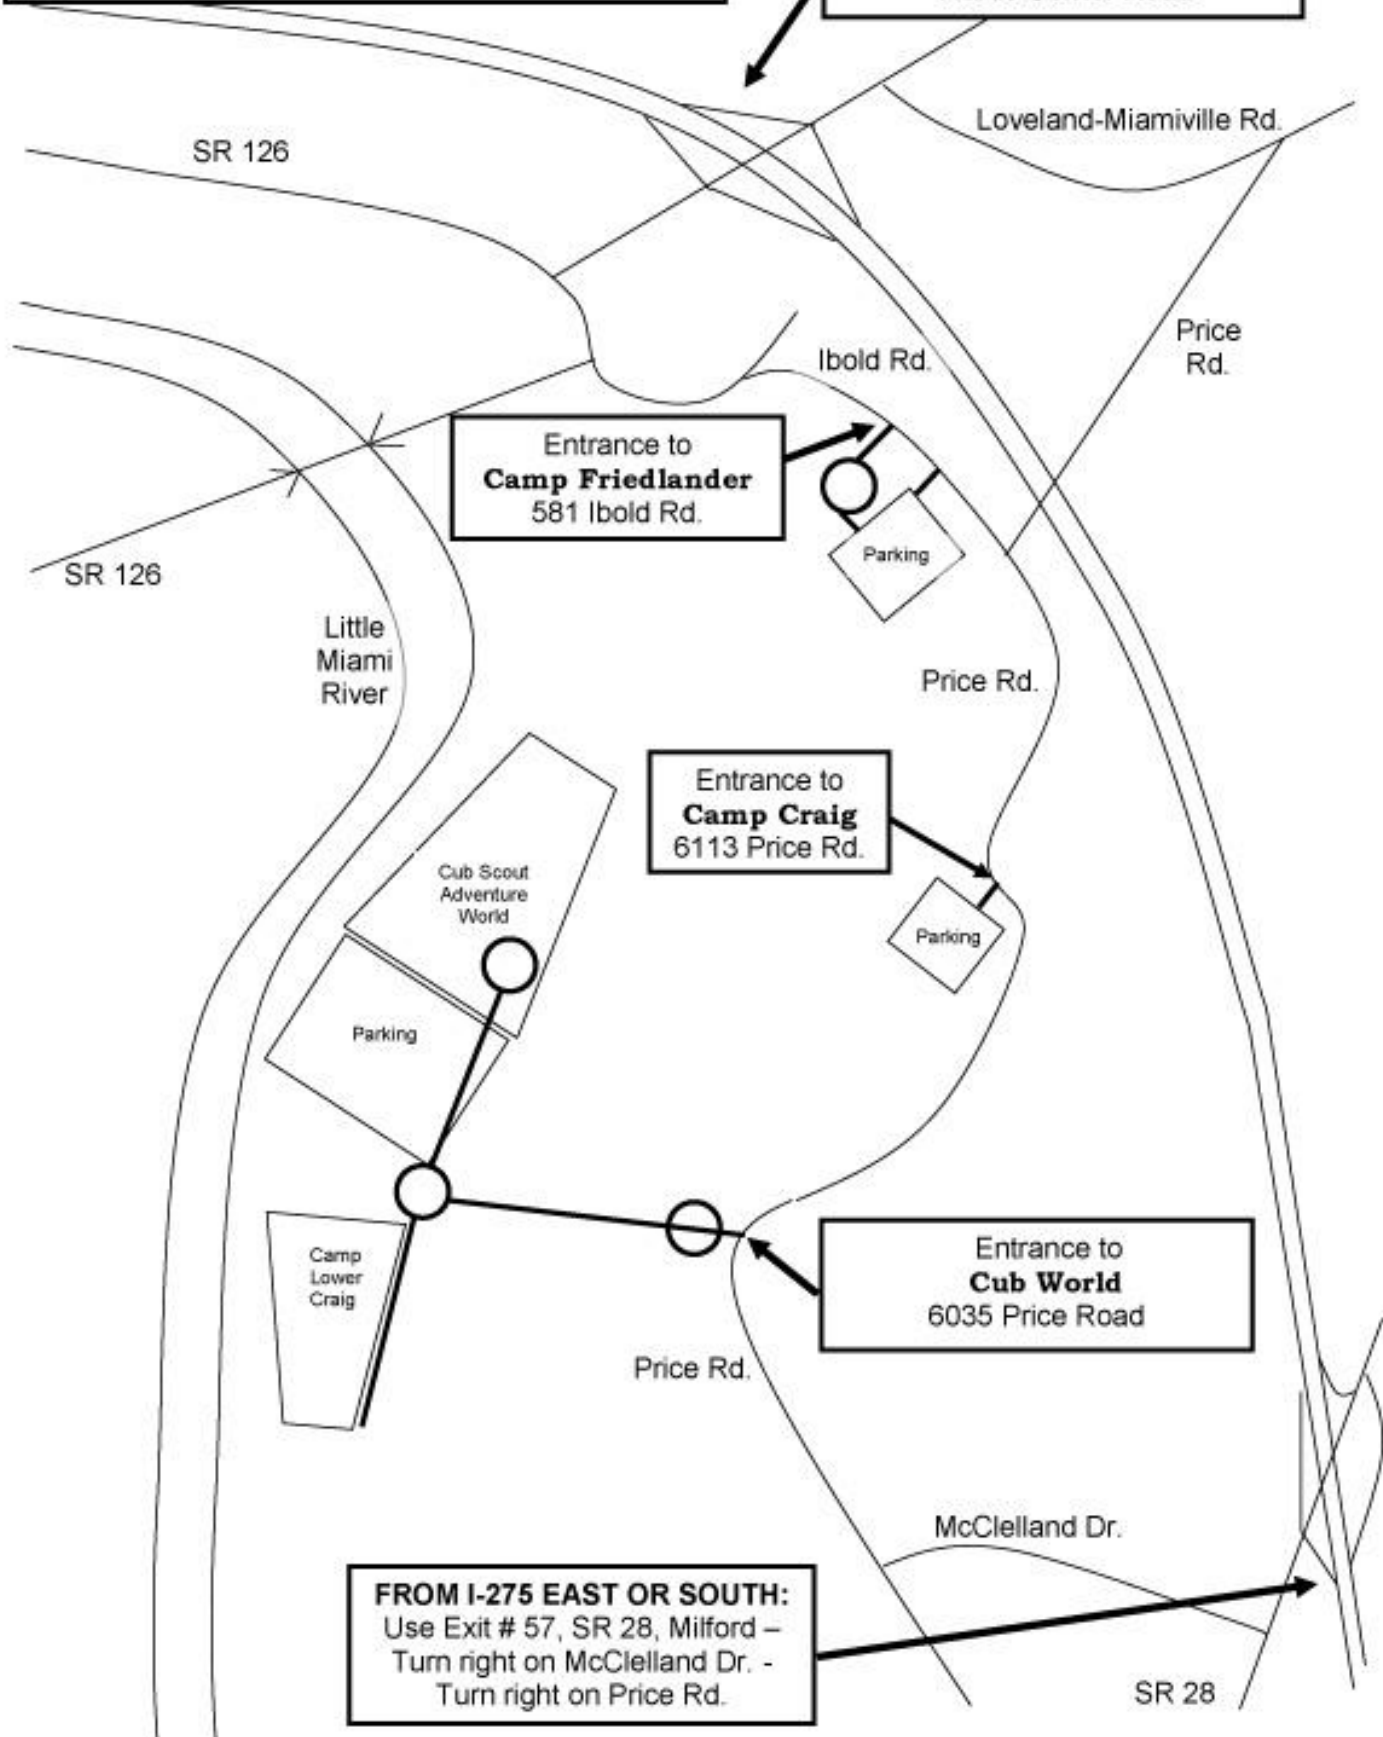 Loveland-Miamiville Rd.
SR 126
Price
Rd.
Ibold Rd.
Entrance to
Camp Friedlander
581 Ibold Rd.
Parking
SR 126
Little
Miami
River
Price Rd.
Entrance to
Camp Craig
6113 Price Rd.
Cub Scout
Adventure
World
Parking
Parking
Camp
Lower
Craig
Entrance to
Cub World
6035 Price Road
Price Rd.
McClelland Dr.
FROM I-275 EAST OR SOUTH:
Use Exit # 57, SR 28, Milford –
Turn right on McClelland Dr. -
Turn right on Price Rd.
SR 28